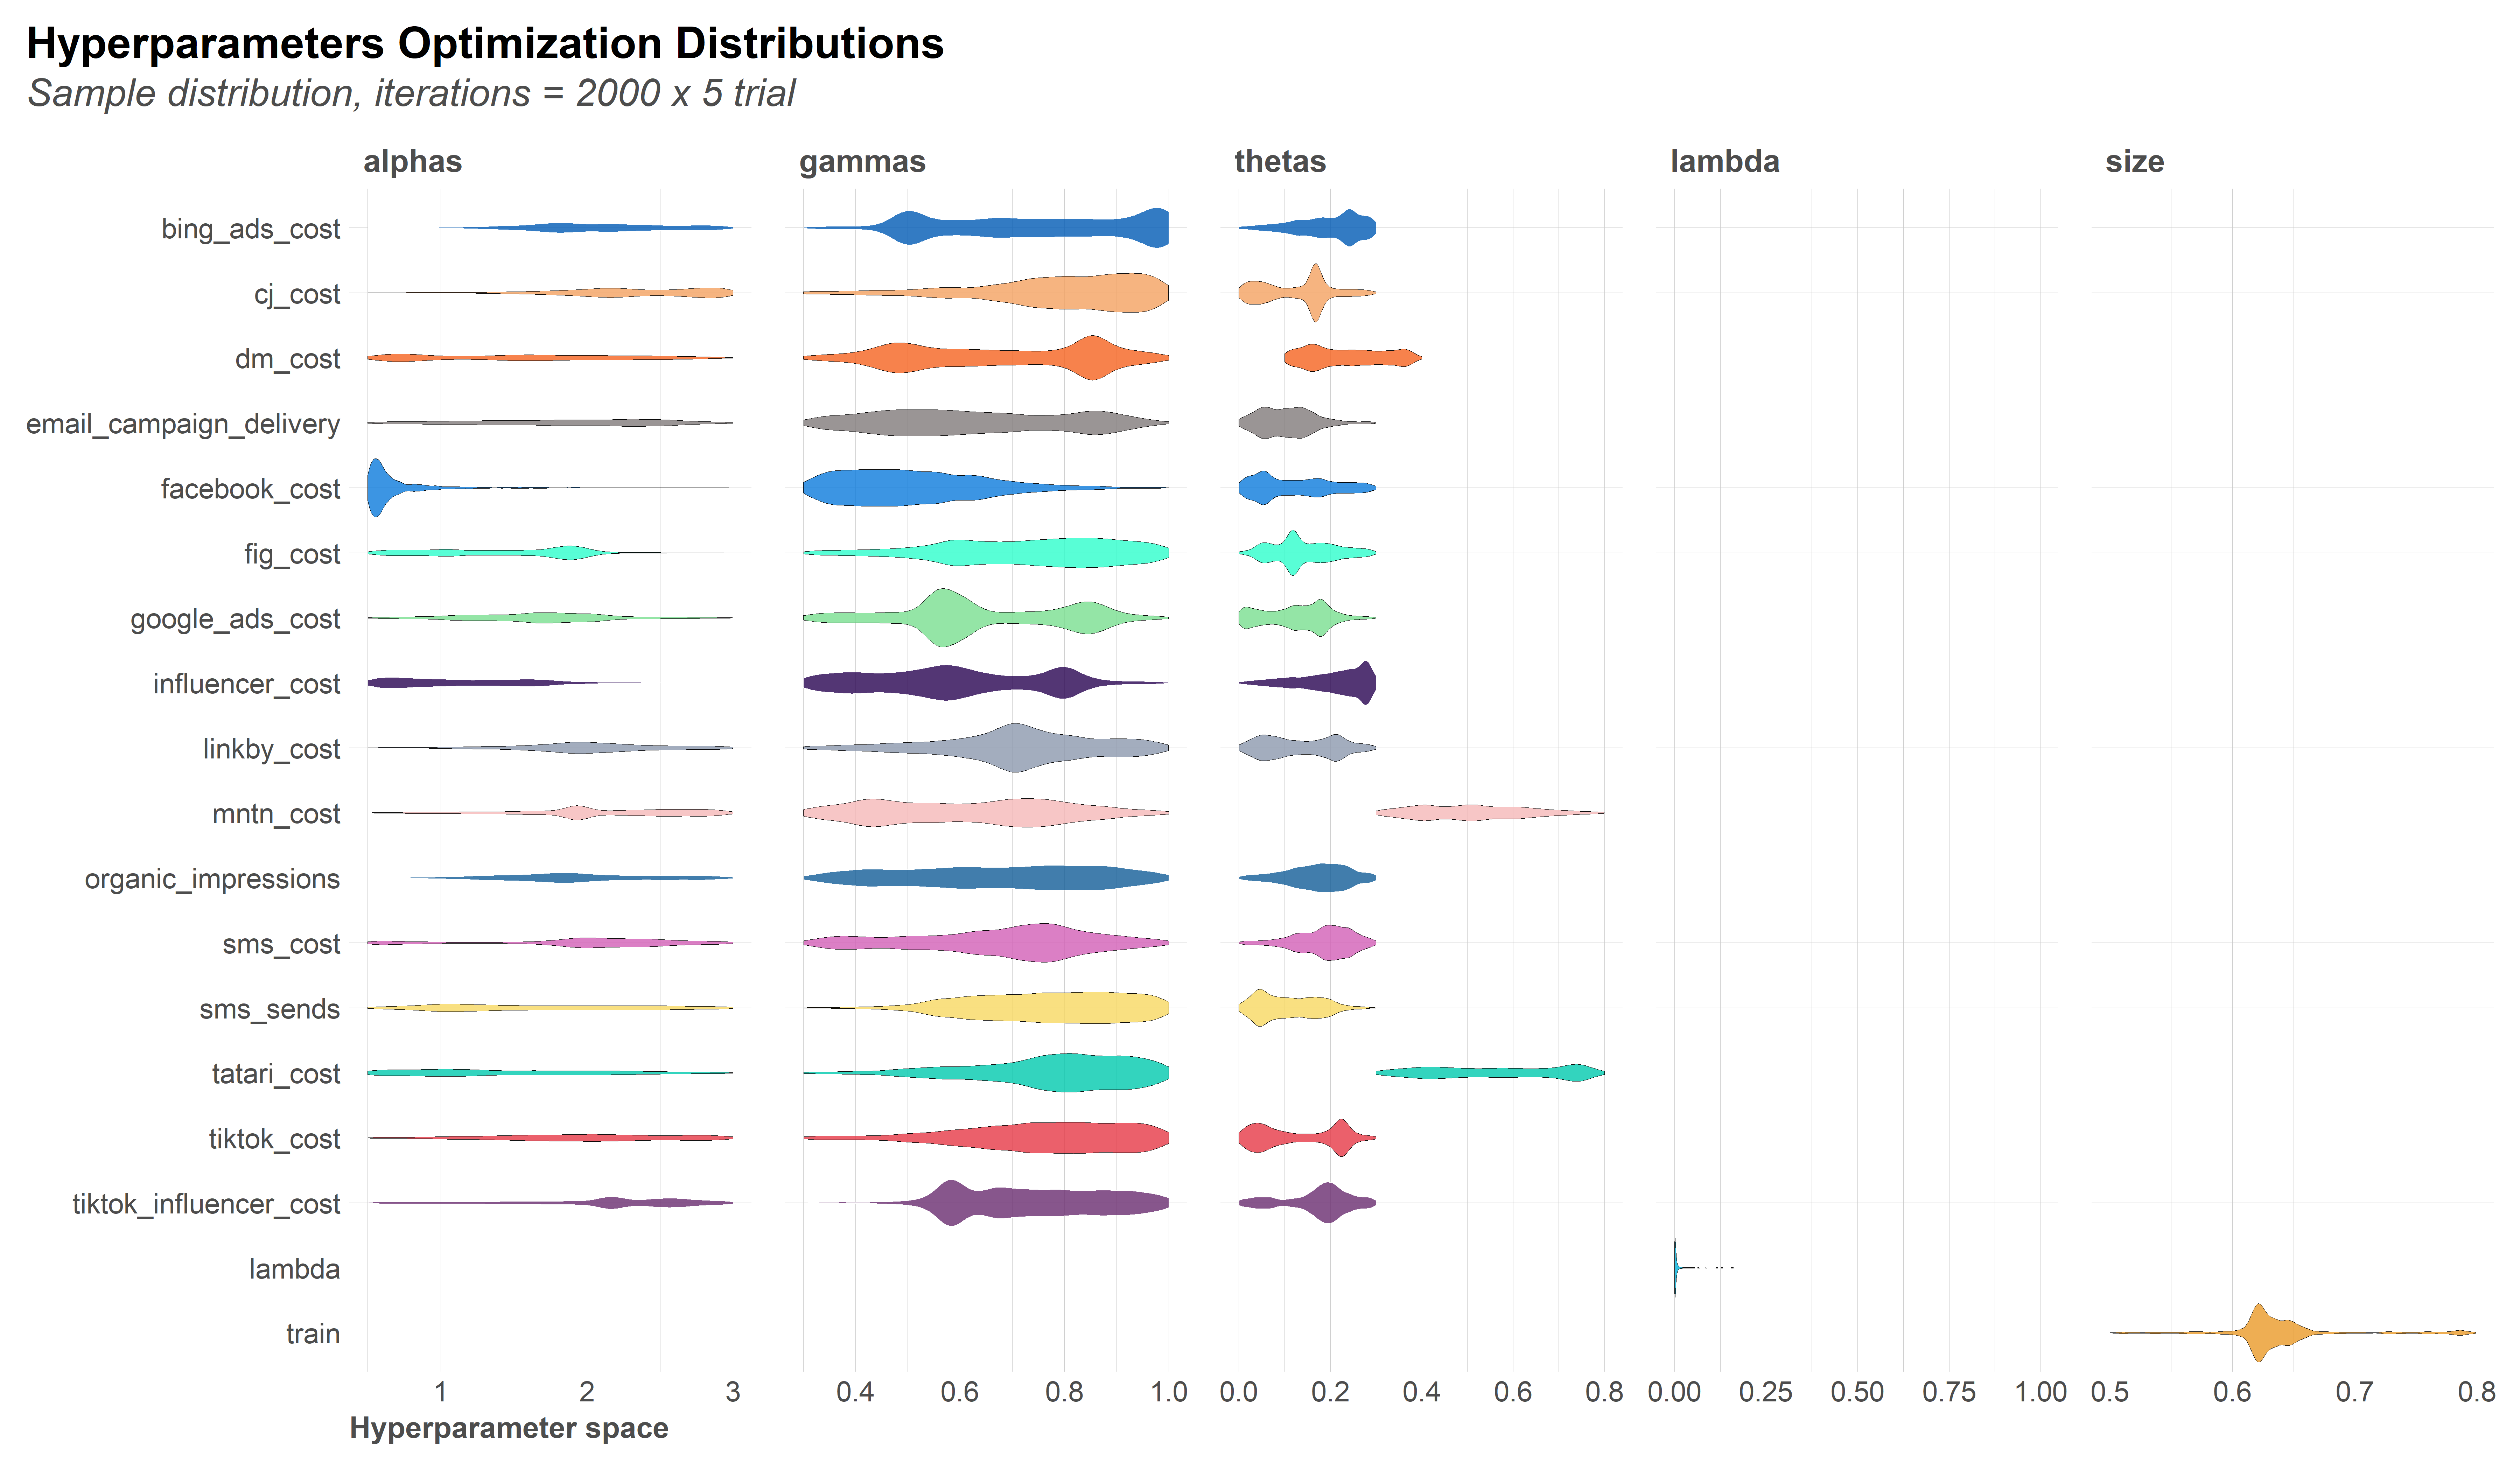 Hyperparameters Optimization Distributions
Sample distribution, iterations = 2000 x 5 trial
alphas gammas thetas lambda size
bing_ads_cost
cj_cost
dm_cost
email_campaign_delivery
facebook_cost
fig_cost
google_ads_cost
influencer_cost
linkby_cost
mntn_cost
organic_impressions
sms_cost
sms_sends
tatari_cost
tiktok_cost
tiktok_influencer_cost
lambda
train
1 2 3 0.4 0.6 0.8 1.0 0.0 0.2 0.4 0.6 0.8 0.00 0.25 0.50 0.75 1.00 0.5 0.6 0.7 0.8
Hyperparameter space